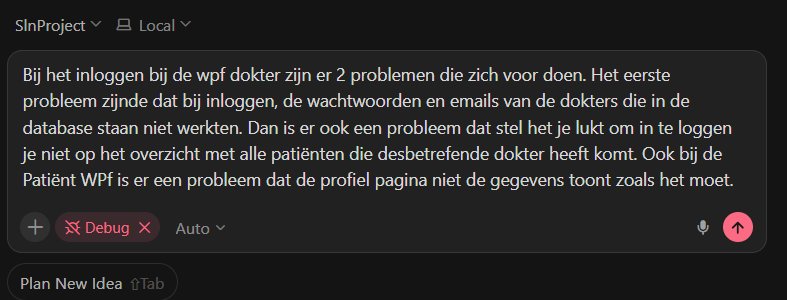 SlnProject Local
Bij het inloggen bij de wpf dokter zijn er 2 problemen die zich voor doen. Het eerste
probleem zijnde dat bij inloggen, de wachtwoorden en emails van de dokters die in de
database staan niet werkten. Dan is er ook een probleem dat stel het je lukt om in te loggen
je niet op het overzicht met alle patiënten die desbetrefende dokter heeft komt. Ook bij de
Patiënt WPf is er een probleem dat de profiel pagina niet de gegevens toont zoals het moet.
Debug Auto
Plan New Idea ⇧Tab